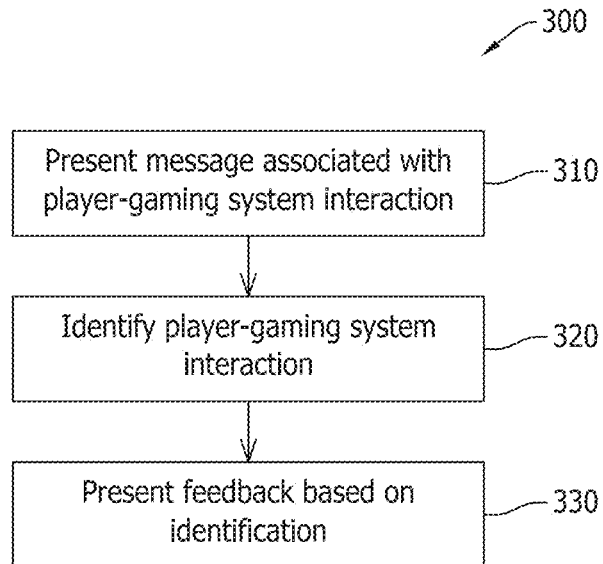 300
Present message associated with
player-gaming system interaction
310
Identify player-gaming system
interaction
320
Present feedback based on
identification
330